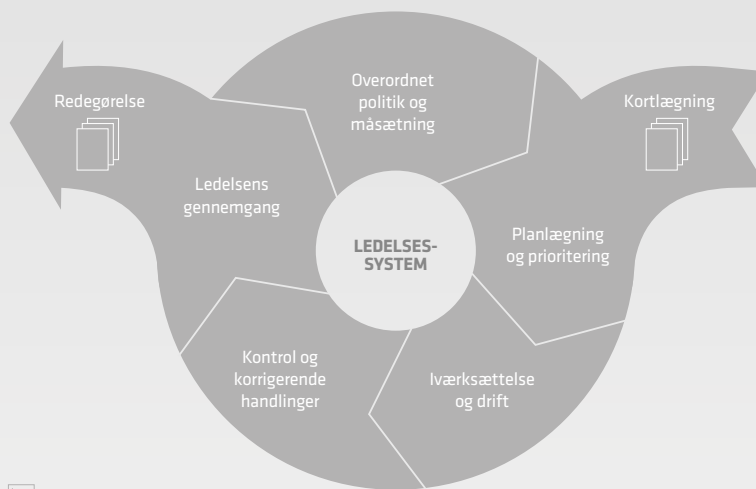 Overordnet
politik og
måsætning
Redegørelse
Kortlægning
Ledelsens
gennemgang
LEDELSES-
SYSTEM
Planlægning
og prioritering
Kontrol og
korrigerende
handlinger
Iværksættelse
og drift